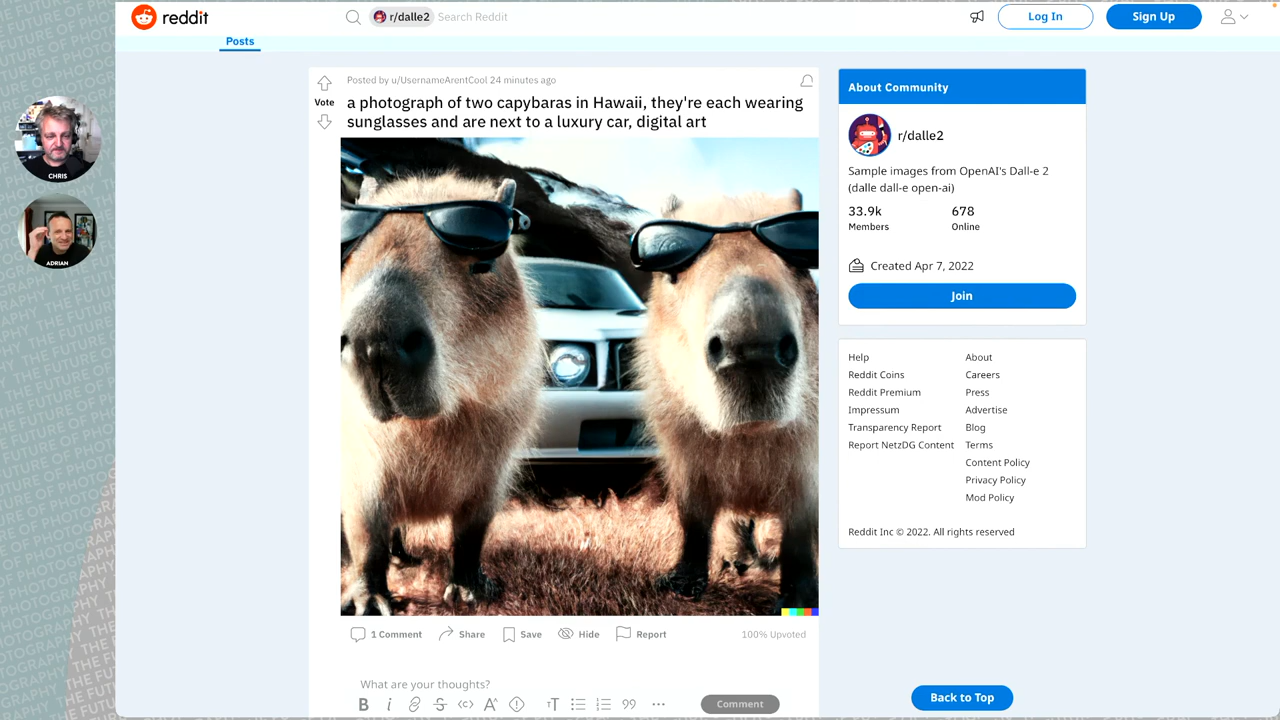 reddit
r/dalle2
Search Reddit
Log In
Sign Up
Posts
Posted by u/UsernameArentCool 24 minutes ago
Vote
a photograph of two capybaras in Hawaii, they're each wearing
sunglasses and are next to a luxury car, digital art
CHRIS
ADRIAN
1 Comment
Share
Save
Hide
Report
100% Upvoted
What are your thoughts?
B
i
Comment
About Community
r/dalle2
Sample images from OpenAI's Dall-e 2
(dalle dall-e open-ai)
33.9k
678
Members
Online
Created Apr 7, 2022
Join
Help
About
Reddit Coins
Careers
Reddit Premium
Press
Impressum
Advertise
Transparency Report
Blog
Report NetzDG Content
Terms
Content Policy
Privacy Policy
Mod Policy
Reddit Inc © 2022. All rights reserved
Back to Top